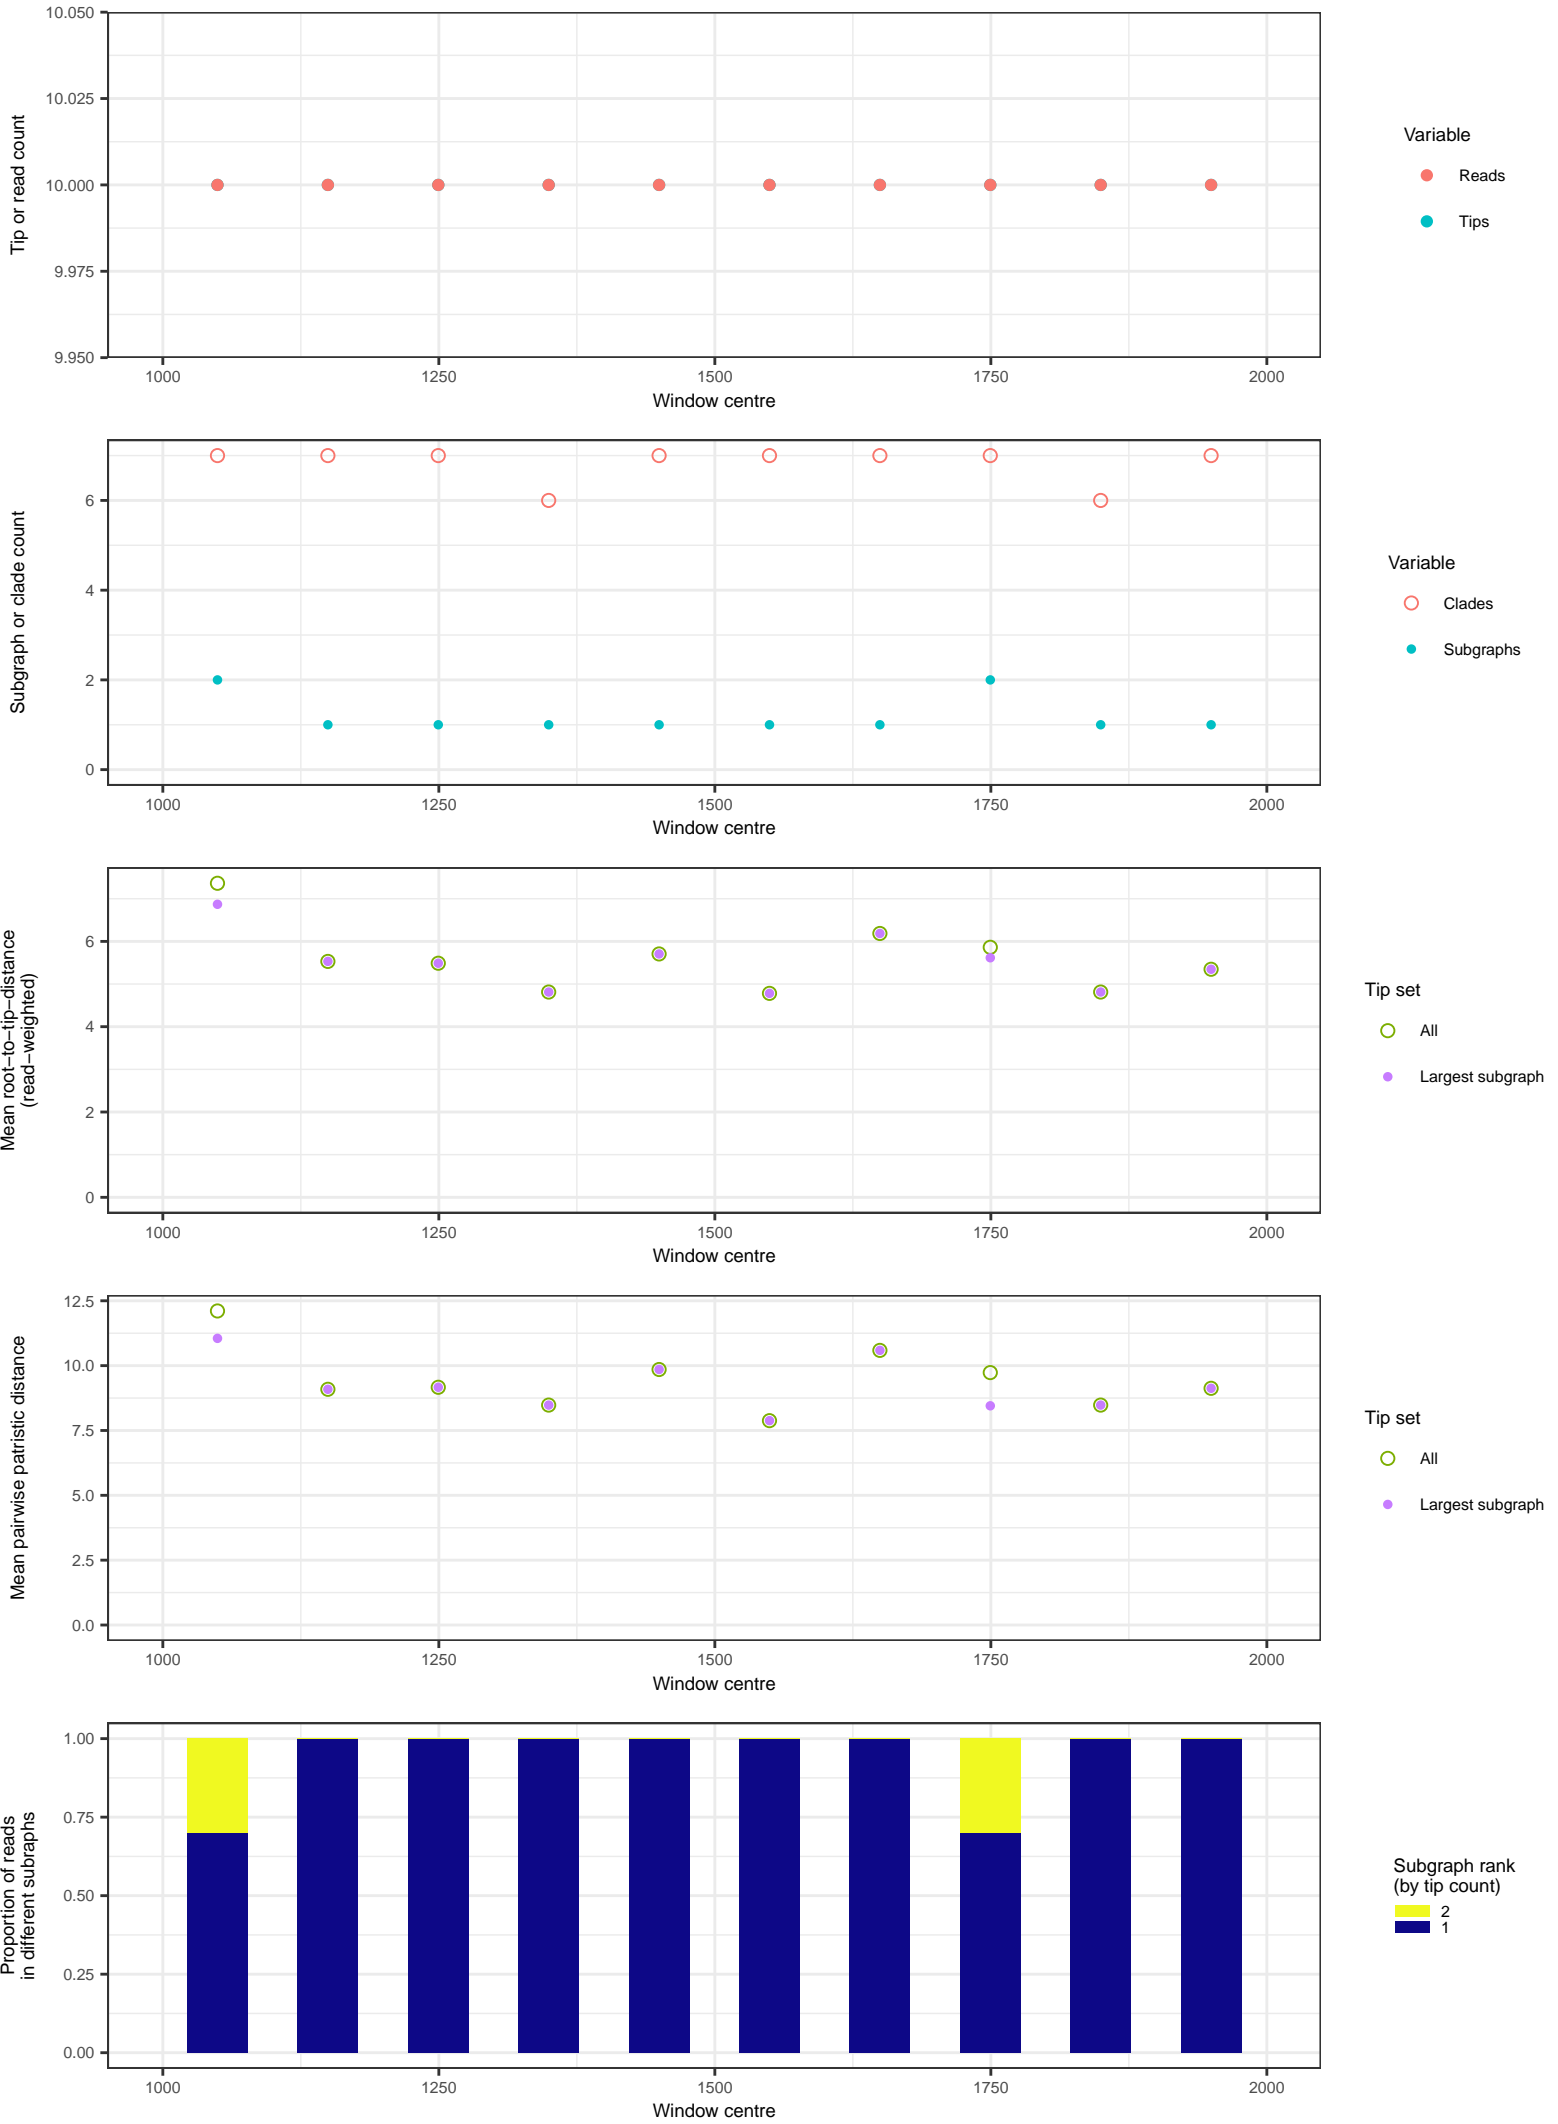 10.050
10.025
10.000
9.975
9.950
Tip or read count
1000
1250
1500
1750
2000
Window centre
Variable
Reads
Tips
6
4
2
0
Subgraph or clade count
1000
1250
1500
1750
2000
Window centre
Variable
Clades
Subgraphs
6
4
2
0
Mean root−to−tip−distance
(read−weighted)
1000
1250
1500
1750
2000
Window centre
Tip set
All
Largest subgraph
12.5
10.0
7.5
5.0
2.5
0.0
Mean pairwise patristic distance
1000
1250
1500
1750
2000
Window centre
Tip set
All
Largest subgraph
1.00
0.75
0.50
0.25
0.00
Proportion of reads
in different subraphs
1000
1250
1500
1750
2000
Window centre
Subgraph rank
(by tip count)
2
1